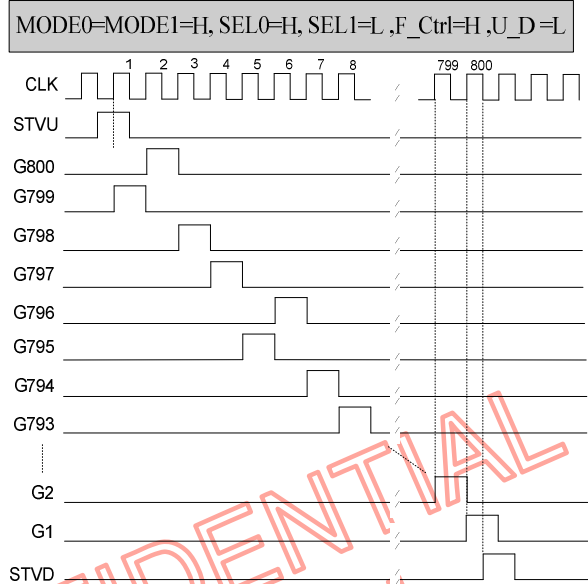 MODE0=MODE1=H, SEL0=H, SEL1=L ,F_Ctrl=H ,U_D =L
1 2 3 4 5 6 7 8 799 800
CLK
STVU
G800
G799
G798
G797
G796
G795
G794
G793
G2
G1
STVD
IDENTIAL